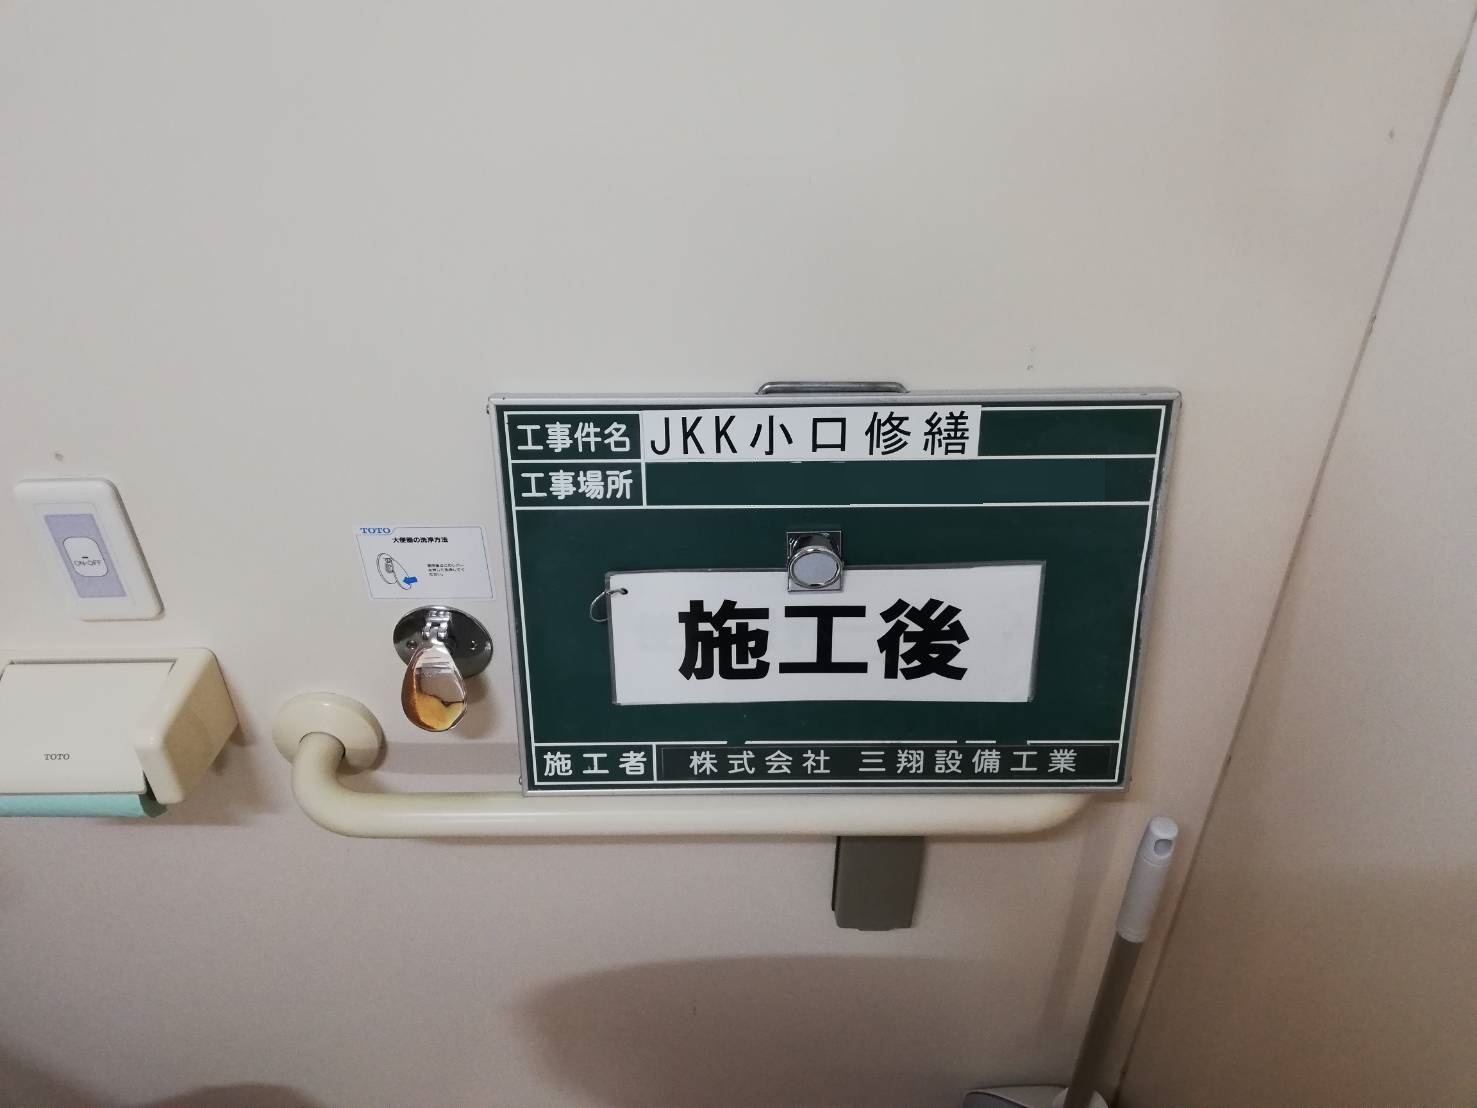 工事件名 JKK小口修繕
工事場所
施工後
施工者 株式会社 三翔設備工業
TOTO
大便器の洗浄方法
ON・OFF
TOTO